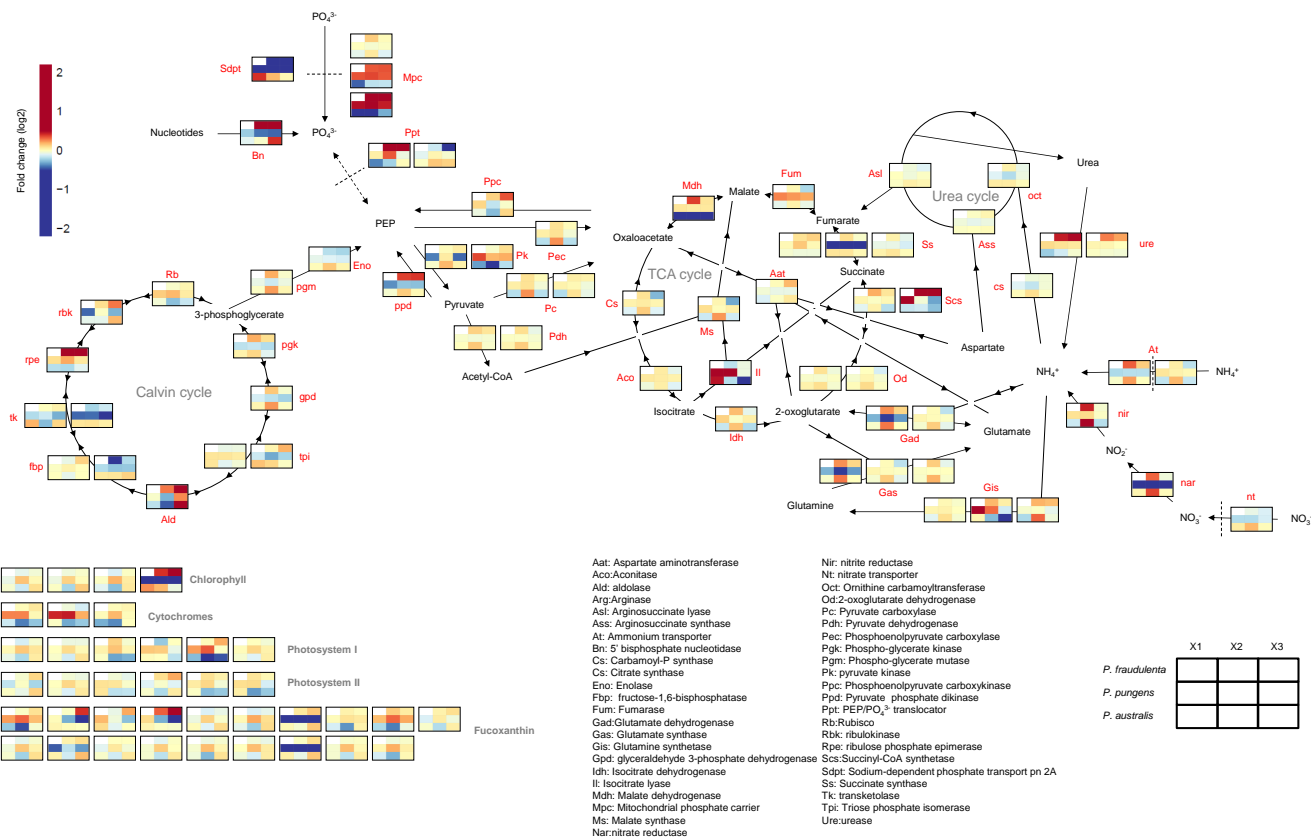 PO₄³⁻
Fold change (log2)
2
1
0
−1
−2
Sdpt
Mpc
Nucleotides
PO₄³⁻
Bn
Ppt
Ppc
PEP
Pec
Eno
Pk
ppd
Pyruvate
Pc
Pdh
Acetyl-CoA
Rb
pgm
rbk
3-phosphoglycerate
rpe
pgk
Calvin cycle
gpd
tk
fbp
tpi
Ald
Mdh
Malate
Fum
Fumarate
Oxaloacetate
Ss
TCA cycle
Succinate
Aat
Cs
Ms
Scs
Aco
Il
Od
Isocitrate
2-oxoglutarate
Idh
Gad
Glutamate
Gas
Glutamine
Gis
Asl
Urea cycle
oct
Urea
Ass
ure
cs
Aspartate
At
NH₄⁺
NH₄⁺
nir
NO₂⁻
nar
nt
NO₃⁻
NO₃⁻
Chlorophyll
Cytochromes
Photosystem I
Photosystem II
Fucoxanthin
Aat: Aspartate aminotransferase
Aco:Aconitase
Ald: aldolase
Arg:Arginase
Asl: Arginosuccinate lyase
Ass: Arginosuccinate synthase
At: Ammonium transporter
Bn: 5' bisphosphate nucleotidase
Cs: Carbamoyl-P synthase
Cs: Citrate synthase
Eno: Enolase
Fbp: fructose-1,6-bisphosphatase
Fum: Fumarase
Gad:Glutamate dehydrogenase
Gas: Glutamate synthase
Gis: Glutamine synthetase
Gpd: glyceraldehyde 3-phosphate dehydrogenase
Idh: Isocitrate dehydrogenase
Il: Isocitrate lyase
Mdh: Malate dehydrogenase
Mpc: Mitochondrial phosphate carrier
Ms: Malate synthase
Nar:nitrate reductase
Nir: nitrite reductase
Nt: nitrate transporter
Oct: Ornithine carbamoyltransferase
Od:2-oxoglutarate dehydrogenase
Pc: Pyruvate carboxylase
Pdh: Pyruvate dehydrogenase
Pec: Phosphoenolpyruvate carboxylase
Pgk: Phospho-glycerate kinase
Pgm: Phospho-glycerate mutase
Pk: pyruvate kinase
Ppc: Phosphoenolpyruvate carboxykinase
Ppd: Pyruvate phosphate dikinase
Ppt: PEP/PO₄³⁻ translocator
Rb:Rubisco
Rbk: ribulokinase
Rpe: ribulose phosphate epimerase
Scs:Succinyl-CoA synthetase
Sdpt: Sodium-dependent phosphate transport pn 2A
Ss: Succinate synthase
Tk: transketolase
Tpi: Triose phosphate isomerase
Ure:urease
X1 X2 X3
P. fraudulenta
P. pungens
P. australis